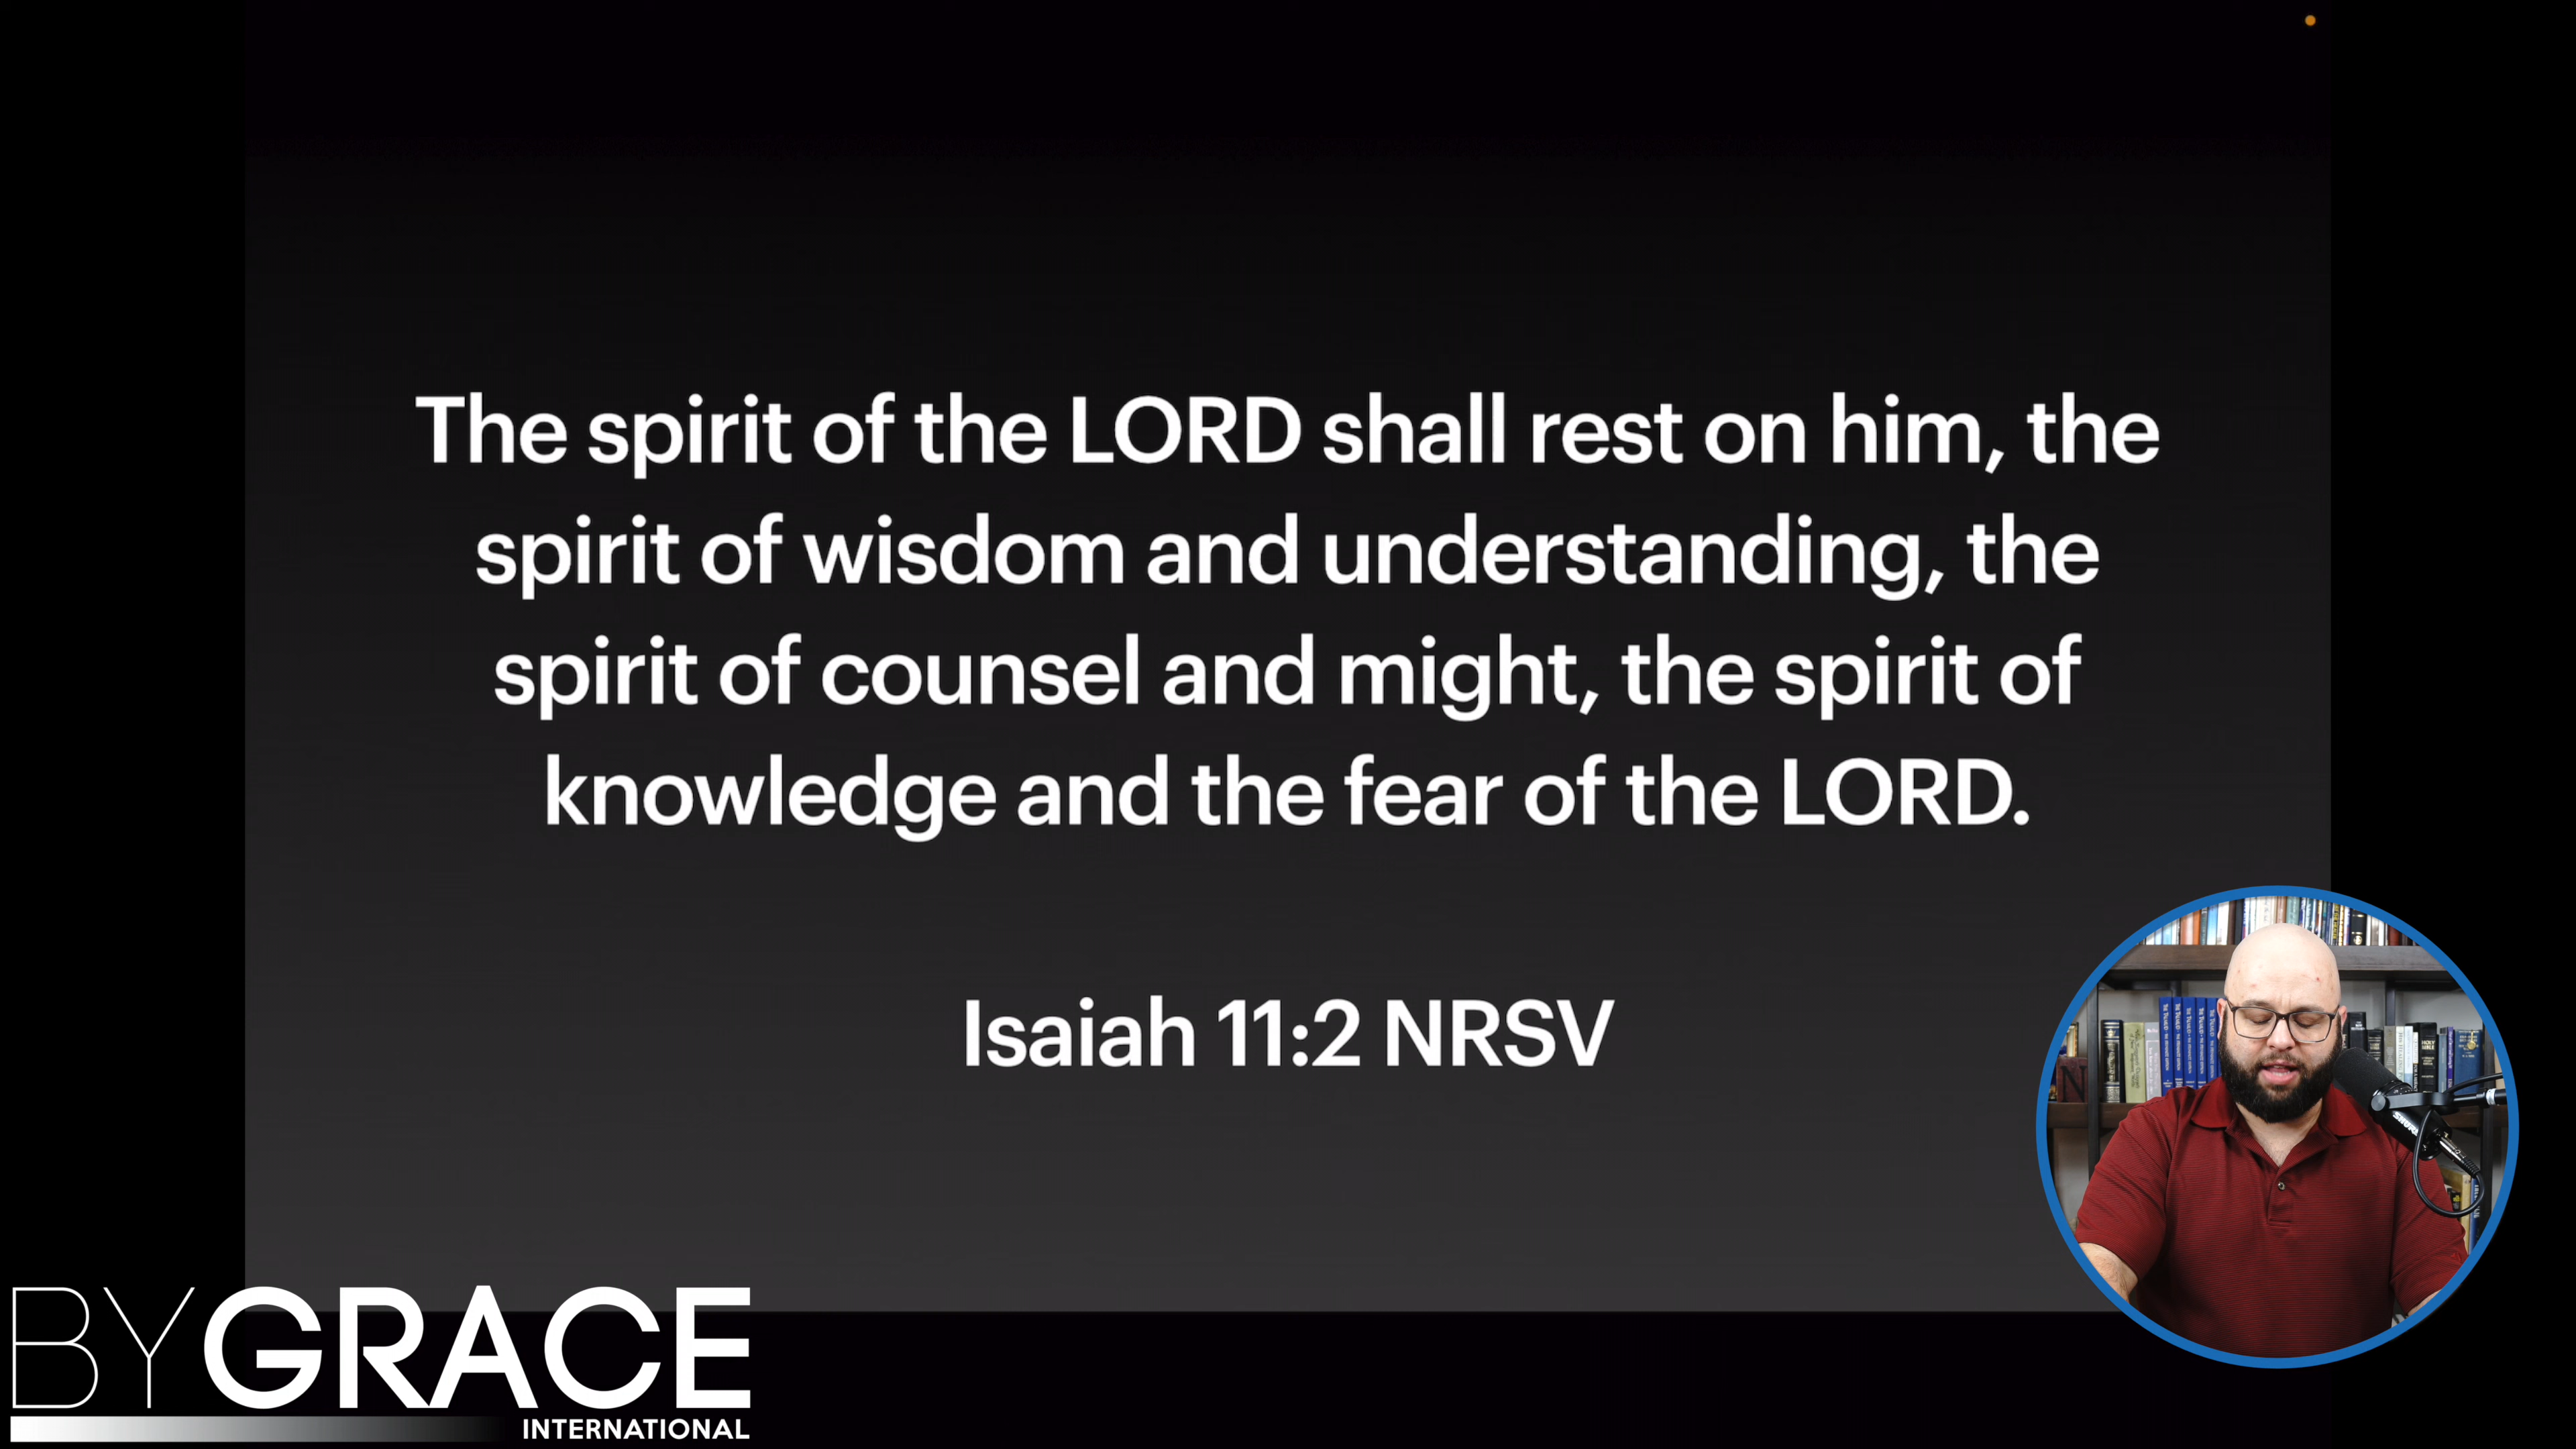 The spirit of the LORD shall rest on him, the
spirit of wisdom and understanding, the
spirit of counsel and might, the spirit of
knowledge and the fear of the LORD.
Isaiah 11:2 NRSV
BYGRACE
INTERNATIONAL